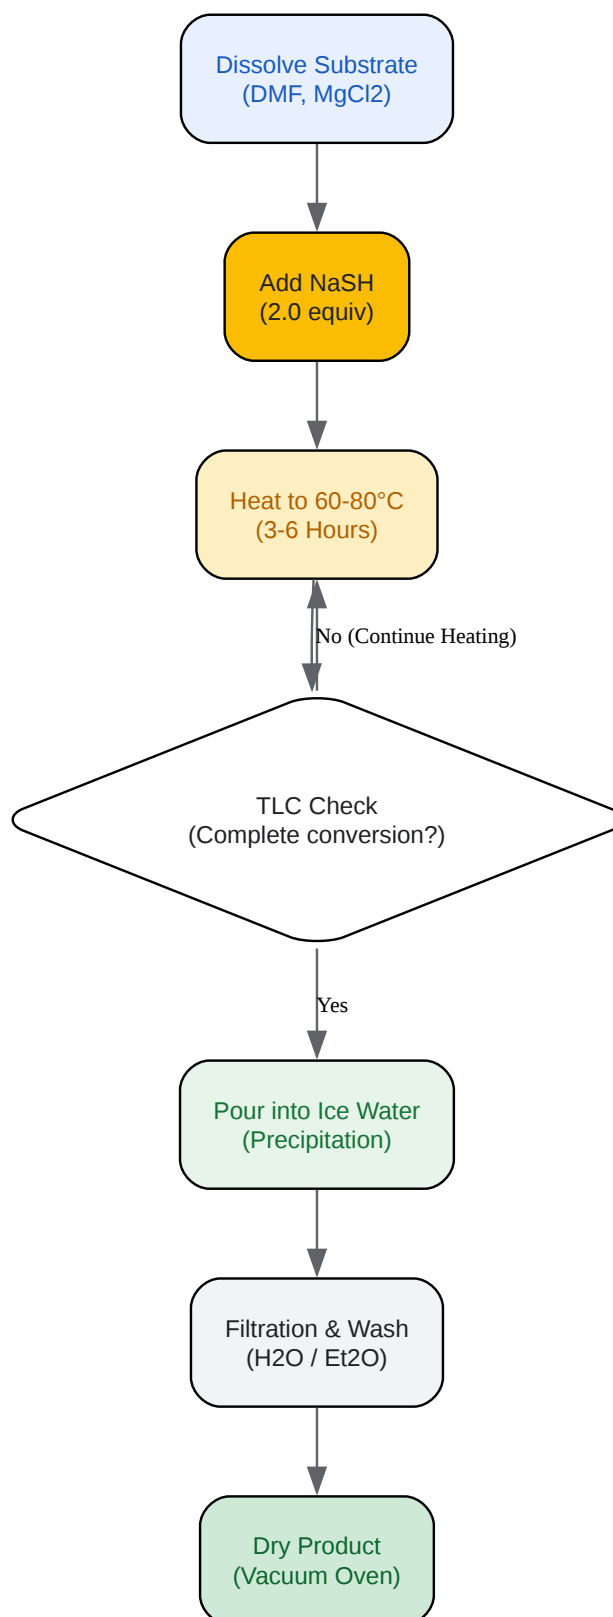 Dissolve Substrate
(DMF, MgCl2)
Add NaSH
(2.0 equiv)
Heat to 60-80°C
(3-6 Hours)
No (Continue Heating)
TLC Check
(Complete conversion?)
Yes
Pour into Ice Water
(Precipitation)
Filtration & Wash
(H2O / Et2O)
Dry Product
(Vacuum Oven)